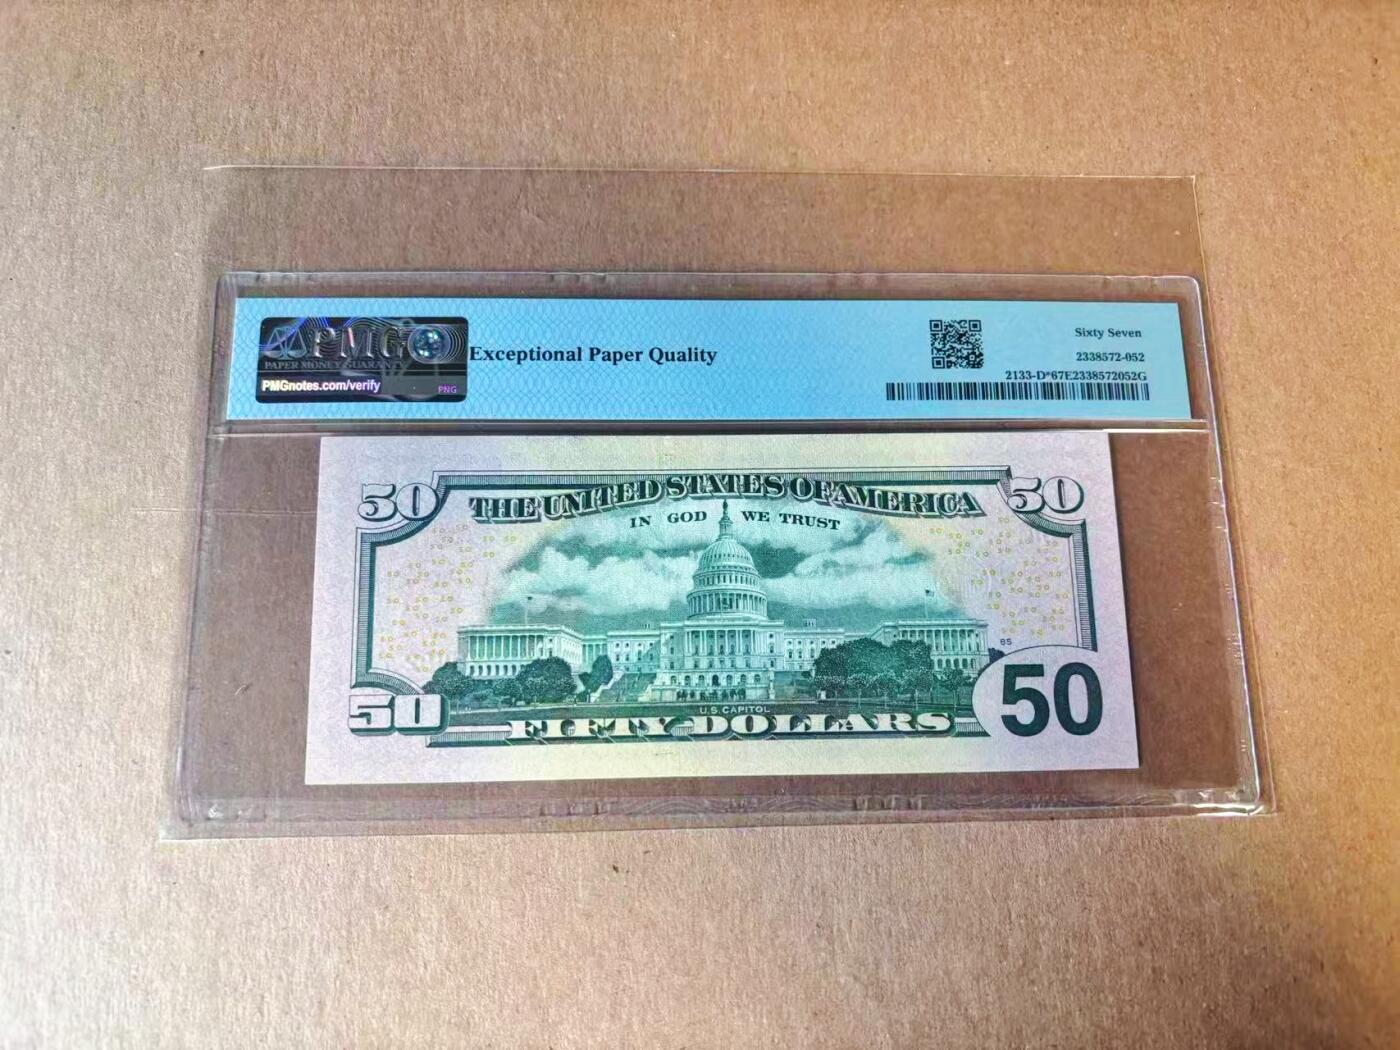 PMG
PAPER MONEY GUARANTY
PMGnotes.com/verify
PNG
Exceptional Paper Quality
Sixty Seven
2338572-052
2133-D*67E2338572052G
50
THE UNITED STATES OF AMERICA
50
IN GOD WE TRUST
85
50
U.S. CAPITOL
FIFTY DOLLARS
50